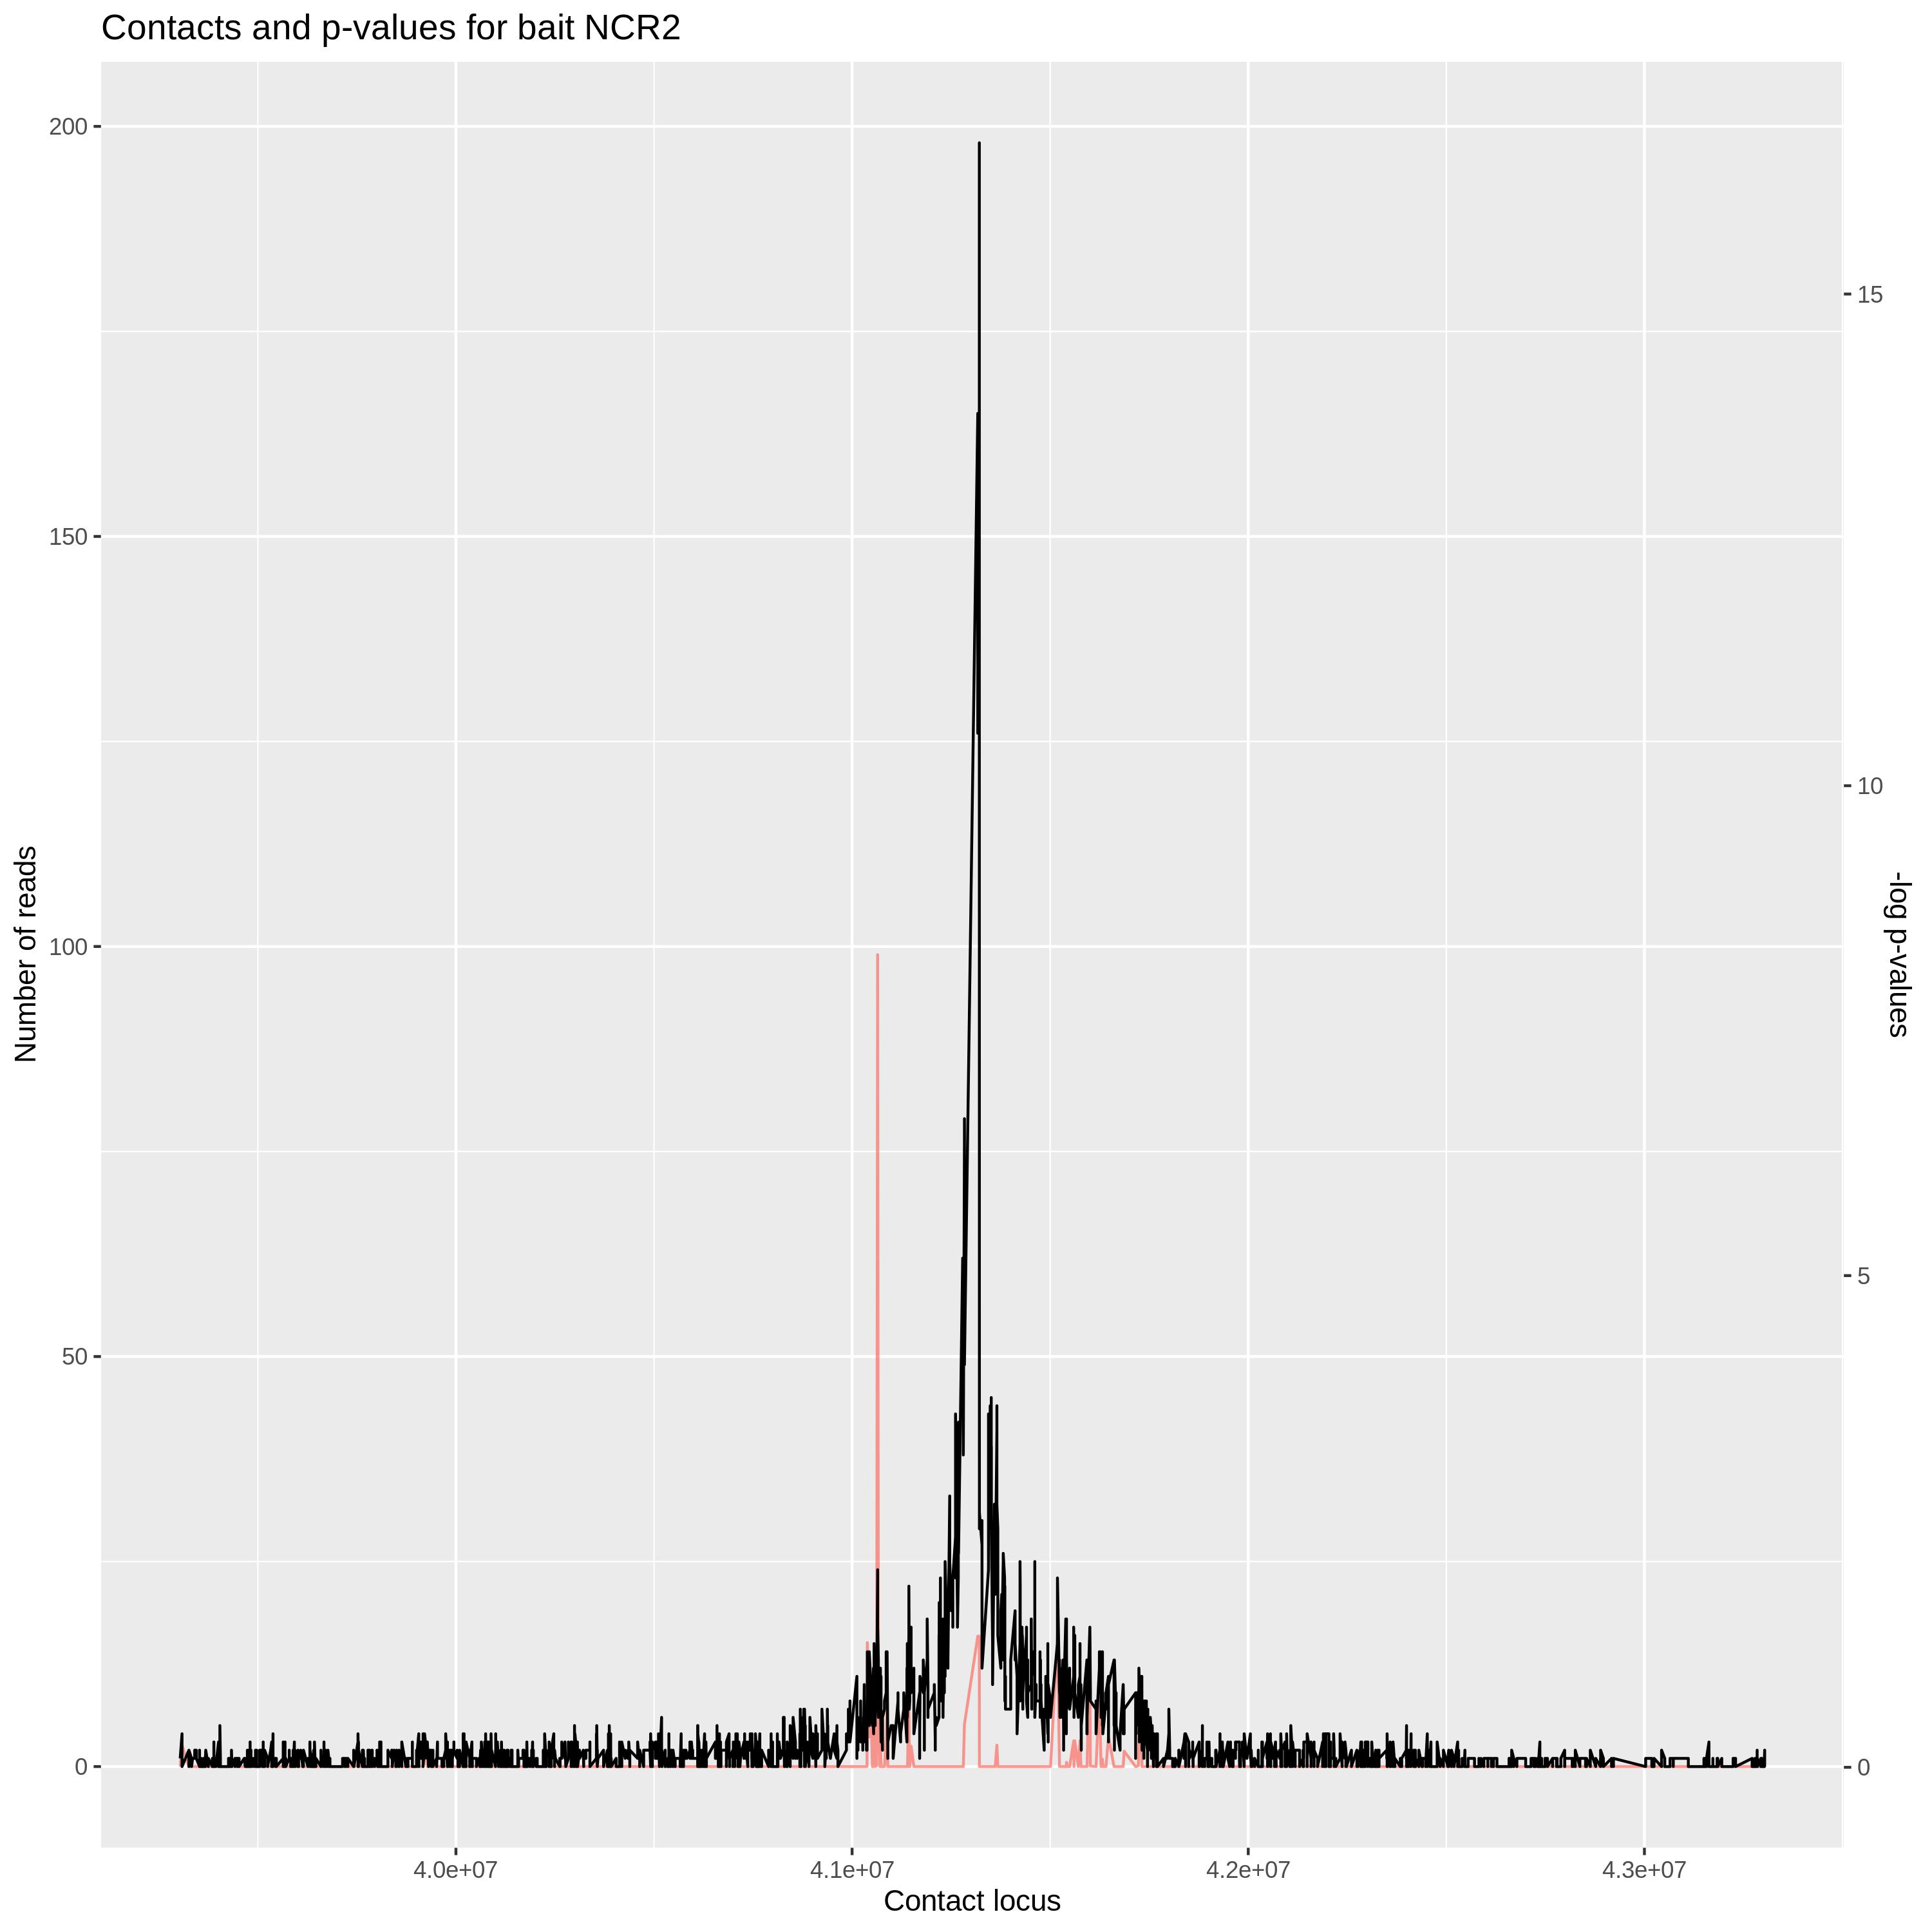 Contacts and p-values for bait NCR2
200
150
100
50
0
Number of reads
15
10
5
0
-log p-values
4.0e+07
4.1e+07
4.2e+07
4.3e+07
Contact locus